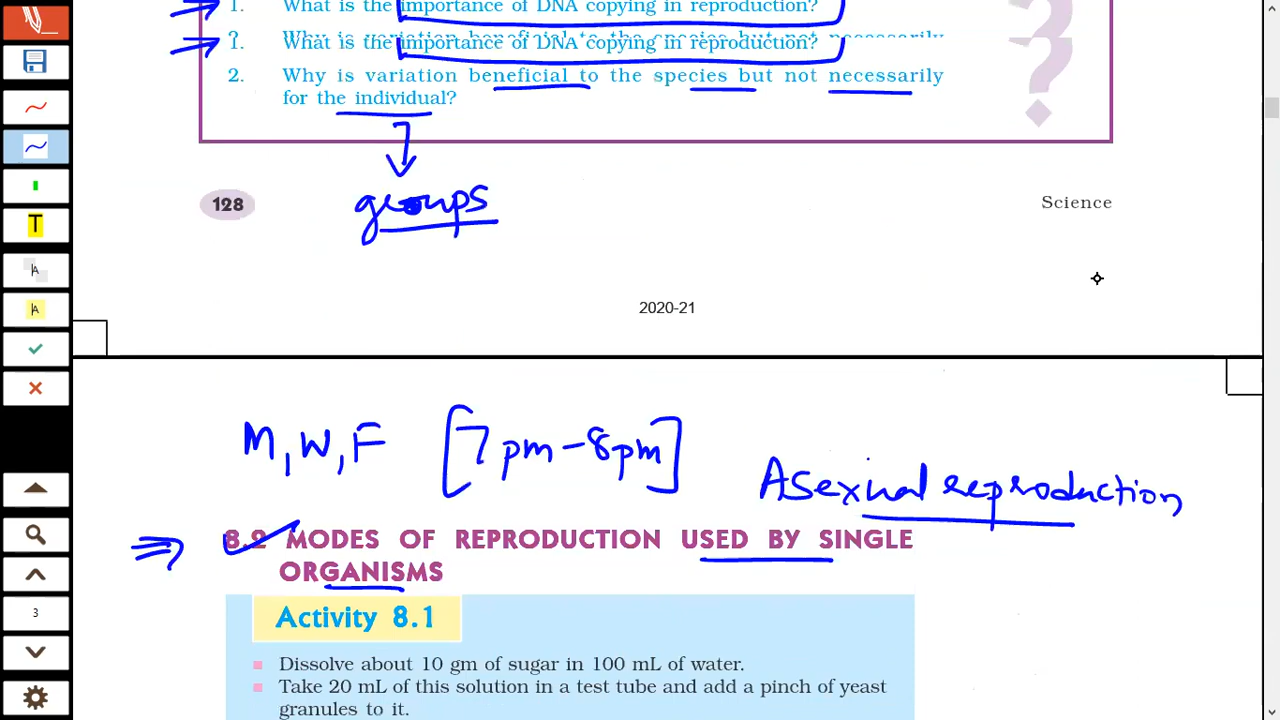 1. What is the importance of DNA copying in reproduction?
1. What is the importance of DNA copying in reproduction?
2. Why is variation beneficial to the species but not necessarily
for the individual?
groups
128
Science
2020-21
M, W, F [7pm-8pm]
Asexual reproduction
8.2 MODES OF REPRODUCTION USED BY SINGLE
ORGANISMS
Activity 8.1
Dissolve about 10 gm of sugar in 100 mL of water.
Take 20 mL of this solution in a test tube and add a pinch of yeast
granules to it.
T
A
A
3